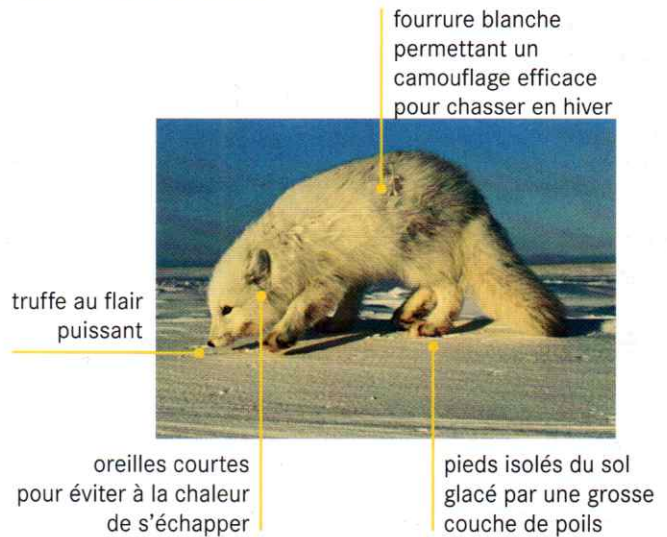 fourrure blanche
permettant un
camouflage efficace
pour chasser en hiver
truffe au flair
puissant
oreilles courtes
pour éviter à la chaleur
de s'échapper
pieds isolés du sol
glacé par une grosse
couche de poils